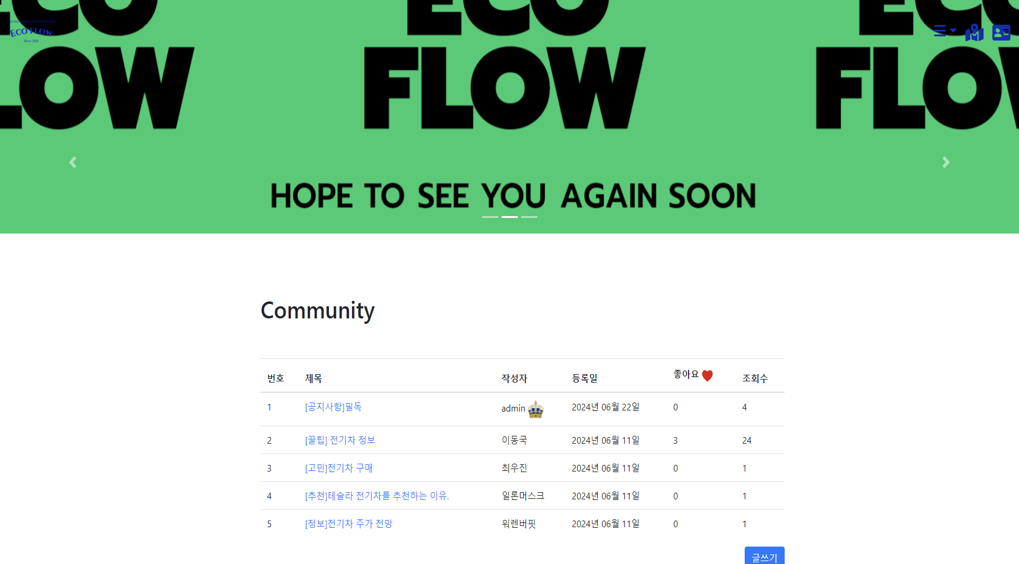 ECO ECO ECO
ECO FLOW
Since 2024
FLOW FLOW FLOW
HOPE TO SEE YOU AGAIN SOON
Community
번호 제목 작성자 등록일 좋아요 조회수
1 [공지사항]필독 admin 2024년 06월 22일 0 4
2 [꿀팁] 전기차 정보 이동국 2024년 06월 11일 3 24
3 [고민]전기차 구매 최우진 2024년 06월 11일 0 1
4 [추천]테슬라 전기차를 추천하는 이유. 일론머스크 2024년 06월 11일 0 1
5 [정보]전기차 주가 전망 워렌버핏 2024년 06월 11일 0 1
글쓰기